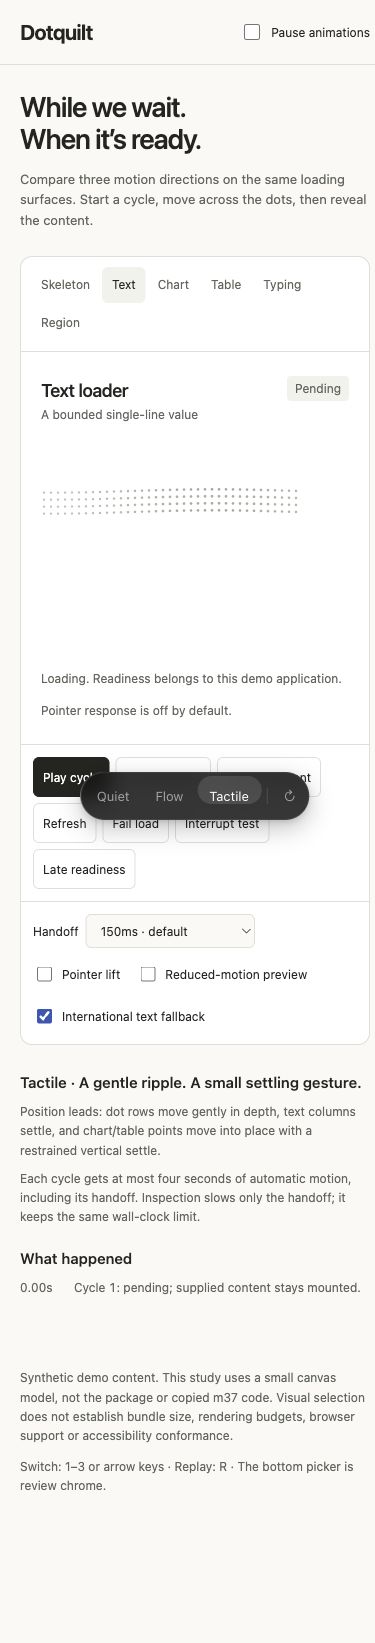 Dotquilt
Pause animations
While we wait.
When it’s ready.
Compare three motion directions on the same loading
surfaces. Start a cycle, move across the dots, then reveal
the content.
Skeleton Text Chart Table Typing
Region
Text loader
Pending
A bounded single-line value
Loading. Readiness belongs to this demo application.
Pointer response is off by default.
Play
Quiet Flow Tactile ↻
Refresh Fail load Interrupt test
Late readiness
Handoff 150ms · default
Pointer lift Reduced-motion preview
International text fallback
Tactile · A gentle ripple. A small settling gesture.
Position leads: dot rows move gently in depth, text columns
settle, and chart/table points move into place with a
restrained vertical settle.
Each cycle gets at most four seconds of automatic motion,
including its handoff. Inspection slows only the handoff; it
keeps the same wall-clock limit.
What happened
0.00s Cycle 1: pending; supplied content stays mounted.
Synthetic demo content. This study uses a small canvas
model, not the package or copied m37 code. Visual selection
does not establish bundle size, rendering budgets, browser
support or accessibility conformance.
Switch: 1–3 or arrow keys · Replay: R · The bottom picker is
review chrome.